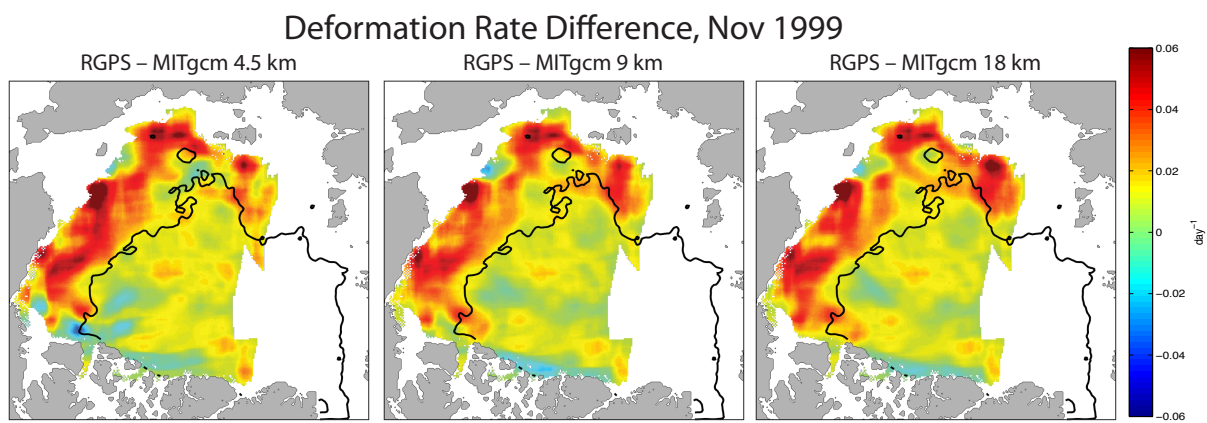 Deformation Rate Difference, Nov 1999
RGPS – MITgcm 4.5 km
RGPS – MITgcm 9 km
RGPS – MITgcm 18 km
0.06
0.04
0.02
0
−0.02
−0.04
−0.06
day⁻¹